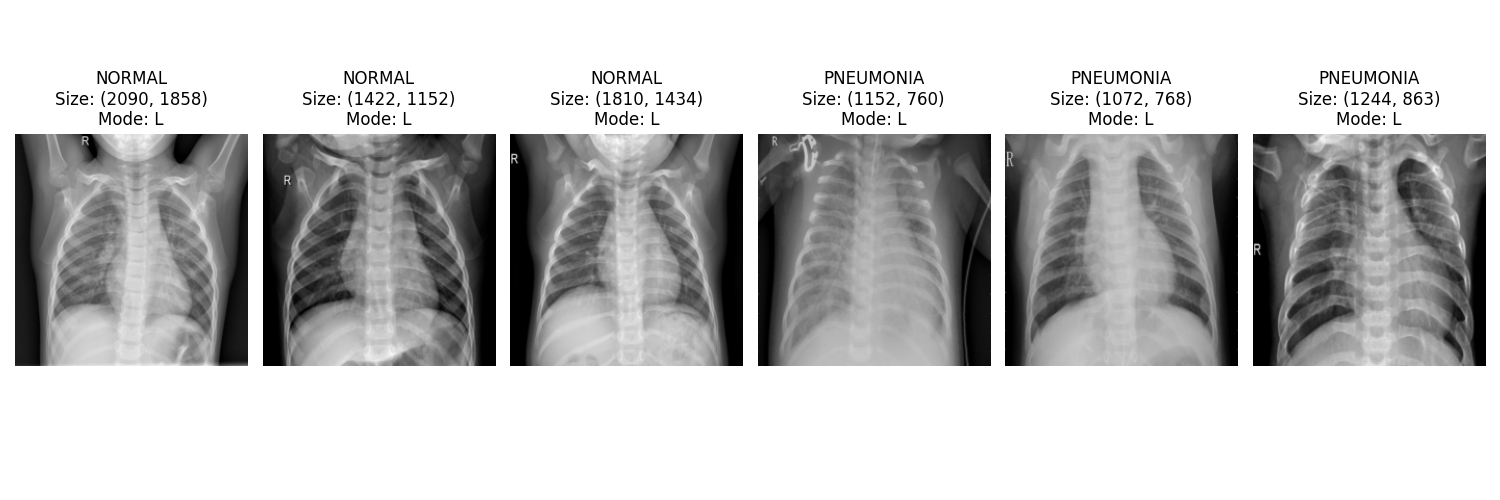 NORMAL
Size: (2090, 1858)
Mode: L
NORMAL
Size: (1422, 1152)
Mode: L
NORMAL
Size: (1810, 1434)
Mode: L
PNEUMONIA
Size: (1152, 760)
Mode: L
PNEUMONIA
Size: (1072, 768)
Mode: L
PNEUMONIA
Size: (1244, 863)
Mode: L
R
R
R
R
R
R